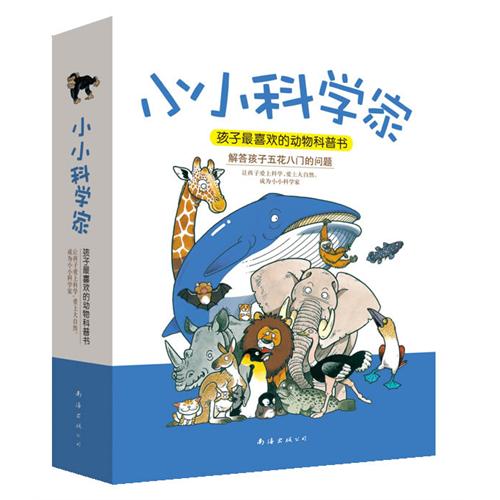 小小科学家
孩子最喜欢的动物科普书
解答孩子五花八门的问题
让孩子爱上科学,爱上大自然,
成为小小科学家
南海出版公司
小小科学家
孩子最喜欢的动物科普书
让孩子爱上科学,爱上大自然,
成为小小科学家
南海出版公司